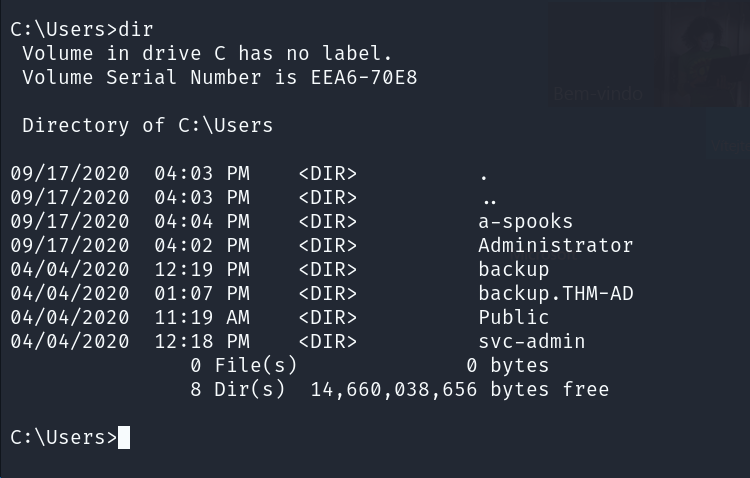 C:\Users>dir
 Volume in drive C has no label.
 Volume Serial Number is EEA6-70E8

 Directory of C:\Users

09/17/2020  04:03 PM    <DIR>          .
09/17/2020  04:03 PM    <DIR>          ..
09/17/2020  04:04 PM    <DIR>          a-spooks
09/17/2020  04:02 PM    <DIR>          Administrator
04/04/2020  12:19 PM    <DIR>          backup
04/04/2020  01:07 PM    <DIR>          backup.THM-AD
04/04/2020  11:19 AM    <DIR>          Public
04/04/2020  12:18 PM    <DIR>          svc-admin
               0 File(s)              0 bytes
               8 Dir(s)  14,660,038,656 bytes free

C:\Users>
Bem-vindo